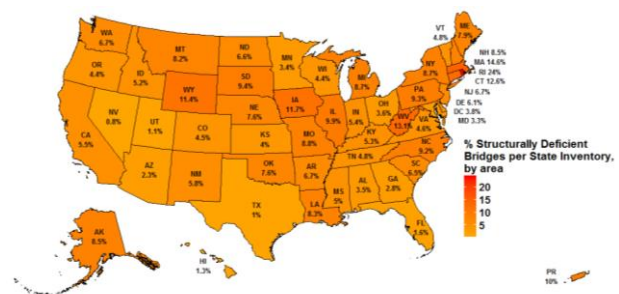 WA
6.7%
OR
4.4%
CA
5.5%
NV
8.8%
ID
5.2%
MT
8.2%
WY
11.4%
UT
1.1%
AZ
2.3%
CO
4.5%
NM
5.8%
ND
6.6%
SD
9.4%
NE
7.6%
KS
4%
OK
7.6%
TX
1%
MN
3.4%
IA
11.7%
MO
8.8%
AR
6.7%
LA
8.3%
WI
4.4%
IL
9.9%
MI
8.7%
IN
5.4%
OH
3.6%
KY
5.3%
TN 4.8%
MS
5%
AL
3.5%
GA
2.8%
FL
SC
6.5%
NC
9.2%
VA
4.6%
WV
13.1%
PA
9.3%
NY
8.7%
VT
4.8%
ME
7.9%
NH 8.5%
MA 14.6%
RI 24%
CT 12.6%
NJ 6.7%
DE 6.1%
DC 3.8%
MD 3.3%
AK
8.5%
HI
1.3%
PR
10%
% Structurally Deficient
Bridges per State Inventory,
by area
20
15
10
5